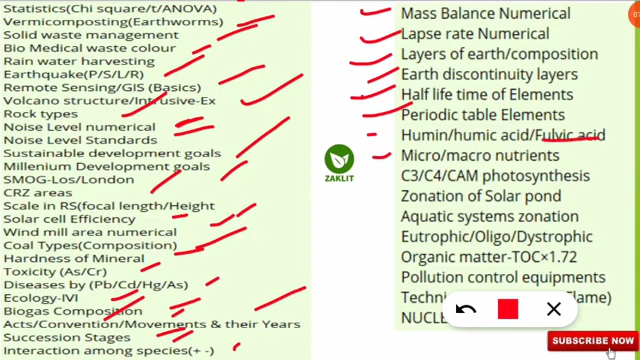 Statistics(Chi square/t/ANOVA)
Vermicomposting(Earthworms)
Solid waste management
Bio Medical waste colour
Rain water harvesting
Earthquake(P/S/L/R)
Remote Sensing/GIS (Basics)
Volcano structure/Intrusive-Ex
Rock types
Noise Level numerical
Noise Level Standards
Sustainable development goals
Millenium Development goals
SMOG-Los/London
CRZ areas
Scale in RS(focal length/Height
Solar cell Efficiency
Wind mill area numerical
Coal Types(Composition)
Hardness of Mineral
Toxicity (As/Cr)
Diseases by (Pb/Cd/Hg/As)
Ecology-IVI
Biogas Composition
Acts/Convention/Movements & their Years
Succession Stages
Interaction among species(+ -)
ZAKLIT
Mass Balance Numerical
Lapse rate Numerical
Layers of earth/composition
Earth discontinuity layers
Half life time of Elements
Periodic table Elements
Humin/humic acid/Fulvic acid
Micro/macro nutrients
C3/C4/CAM photosynthesis
Zonation of Solar pond
Aquatic systems zonation
Eutrophic/Oligo/Dystrophic
Organic matter-TOC×1.72
Pollution control equipments
Flame)
SUBSCRIBE NOW